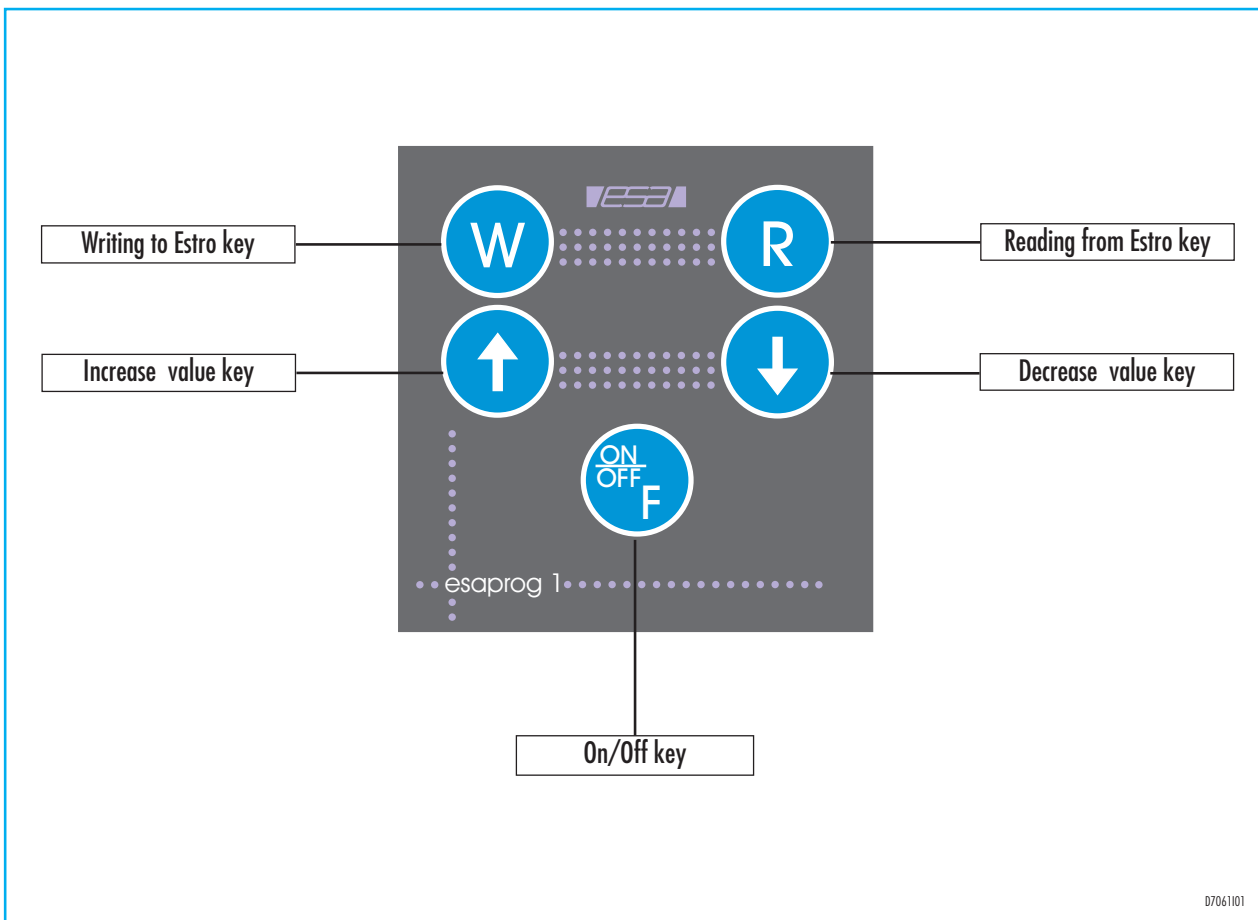 esa
W
R
Writing to Estro key
Reading from Estro key
Increase value key
Decrease value key
ON
OFF
F
esaprog 1
On/Off key
D7061I01